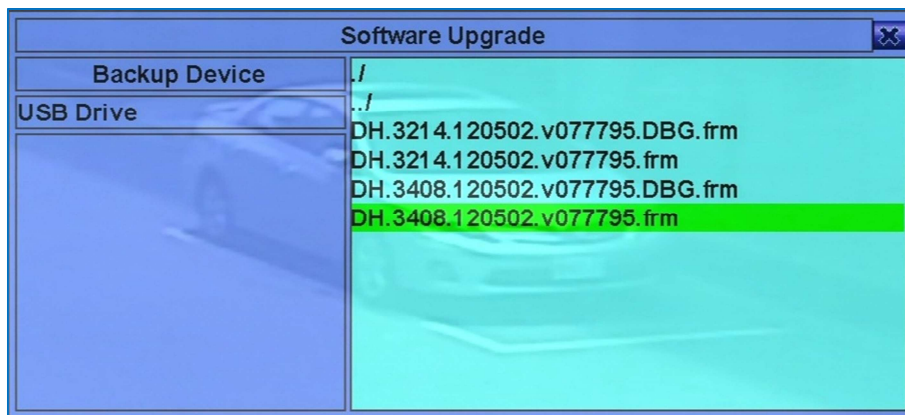 Software Upgrade
Backup Device
USB Drive
./
../
DH.3214.120502.v077795.DBG.frm
DH.3214.120502.v077795.frm
DH.3408.120502.v077795.DBG.frm
DH.3408.120502.v077795.frm